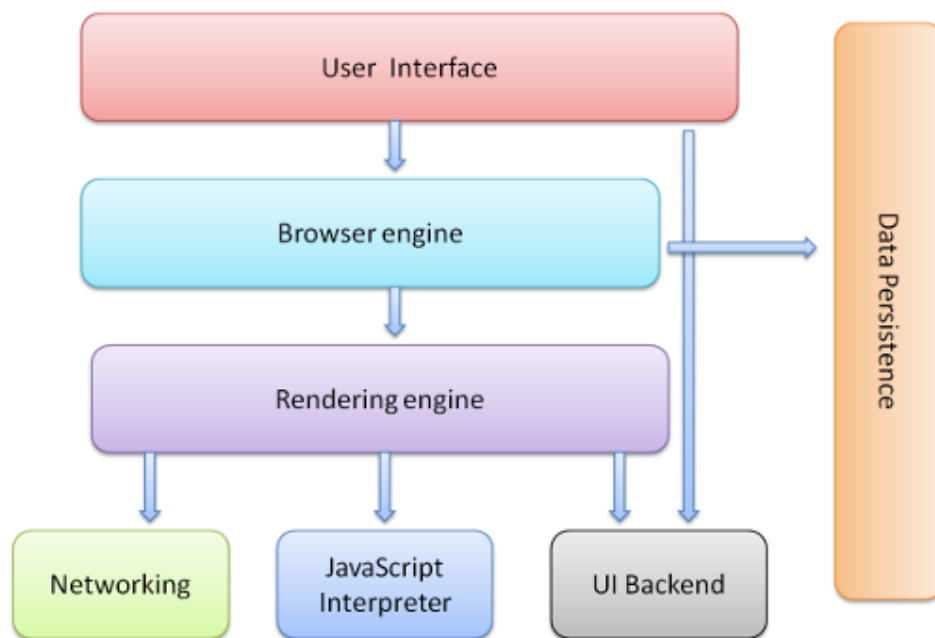 User Interface
Browser engine
Rendering engine
Networking
JavaScript
Interpreter
UI Backend
Data Persistence